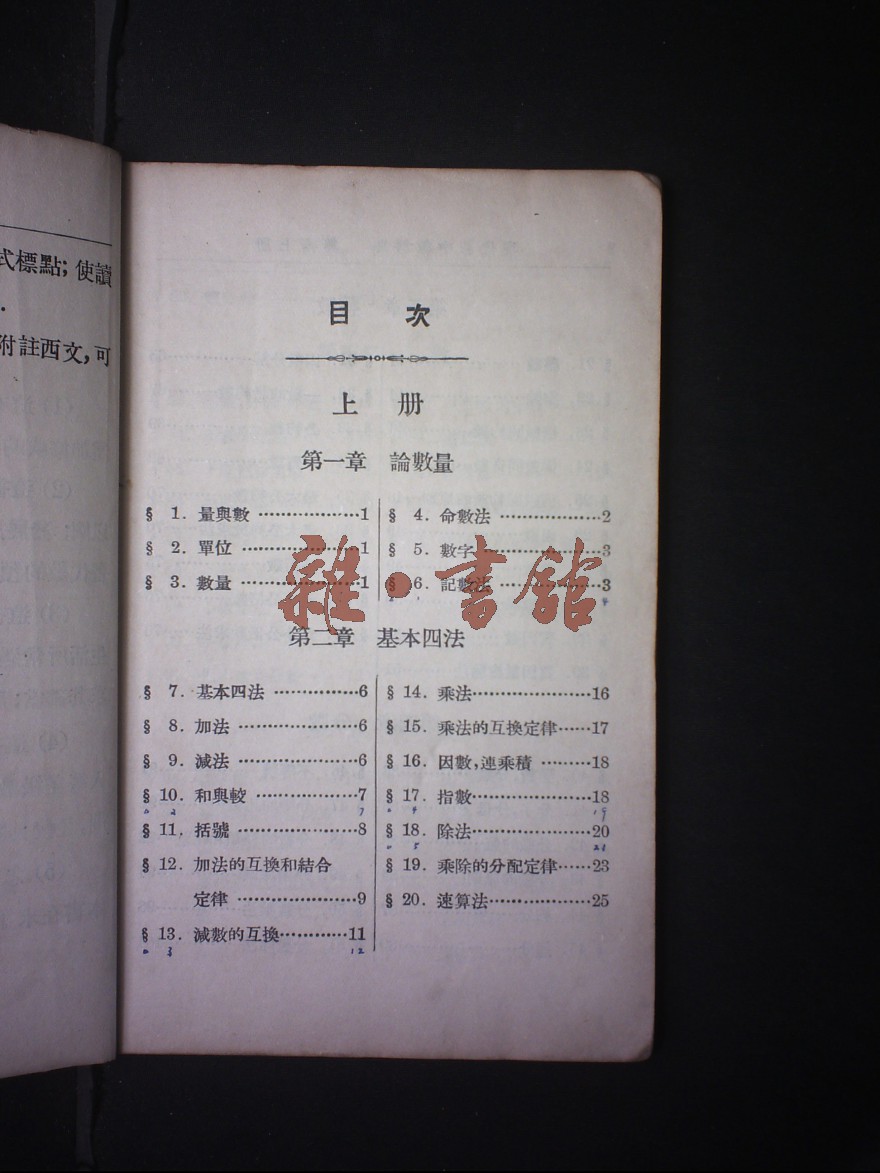 式標點;使讀
.
附註西文,可
目 次
上 册
第一章 論數量
§ 1. 量與數 ………………1
§ 2. 單位 …………………1
§ 3. 數量 …………………1
§ 4. 命數法 ………………2
§ 5. 數字 …………………3
§ 6. 記數法 ………………3
第二章 基本四法
§ 7. 基本四法 ……………6
§ 8. 加法 …………………6
§ 9. 減法 …………………6
§ 10. 和與較 ………………7
§ 11. 括號 …………………8
§ 12. 加法的互換和結合
定律 …………………9
§ 13. 減數的互換…………11
§ 14. 乘法…………………16
§ 15. 乘法的互換定律……17
§ 16. 因數,連乘積 ………18
§ 17. 指數…………………18
§ 18. 除法…………………20
§ 19. 乘除的分配定律……23
§ 20. 速算法………………25
雜·書館